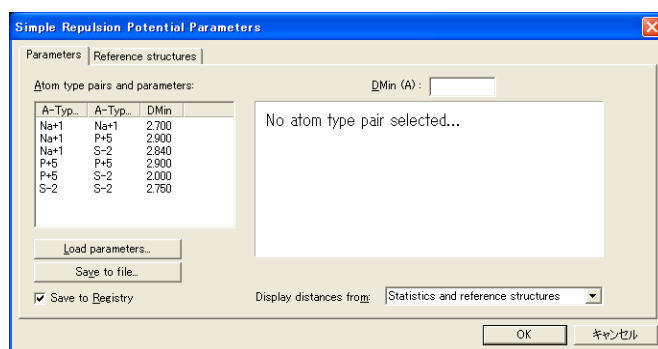 Simple Repulsion Potential Parameters
Parameters Reference structures
Atom type pairs and parameters:
DMin (A) :
A-Typ... A-Typ... DMin
Na+1 Na+1 2.700
Na+1 P+5 2.900
Na+1 S-2 2.840
P+5 P+5 2.900
P+5 S-2 2.000
S-2 S-2 2.750
No atom type pair selected...
Load parameters...
Save to file...
Save to Registry
Display distances from: Statistics and reference structures
OK キャンセル